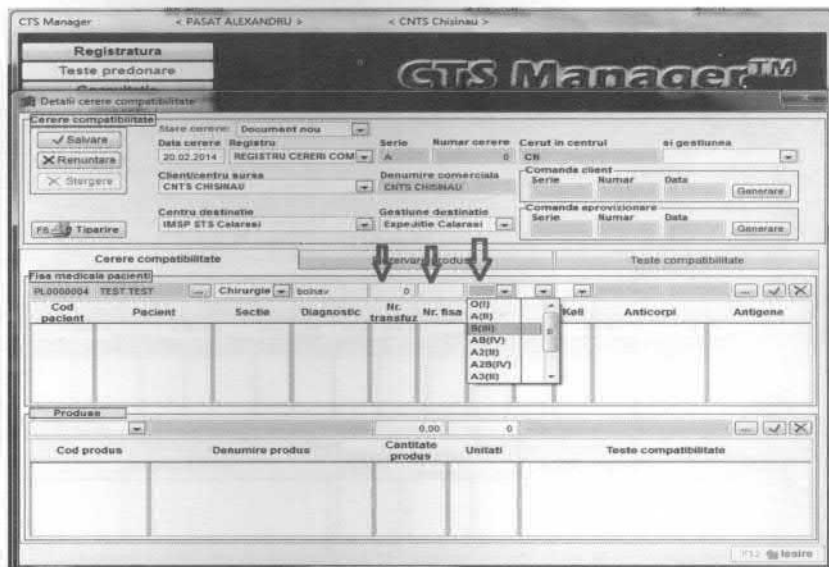 CTS Manager < PASAT ALEXANDRU > < CNTS Chisinau >
Registratura
Teste predonare
CTS Manager™
Detalii cerere compatibilitate
Cerere compatibilitate
Stare cerere: Document nou
Salvare
Data cerere Registru Serie Numar cerere Cerut in centrul si gestiunea
Renuntare 20.02.2014 REGISTRU CERERI COM A 0 CN
Stergere Client/centru sursa Denumire comerciala Comanda client
CNTS CHISINAU CNTS CHISINAU Serie Numar Data
Generare
Centru destinatie Gestiune destinatie Comanda aprovizionare
F6 Tiparire IMSP STS Calarasi Expeditie Calarasi Serie Numar Data
Generare
Cerere compatibilitate Teste compatibilitate
Fisa medicala pacienti
PL0000004 TEST TEST ... Chirurgie bolnav 0 ...
Cod pacient Pacient Sectie Diagnostic Nr. transfuz Nr. fisa Kell Anticorpi Antigene
O(I)
A(II)
B(III)
AB(IV)
A2(II)
A2B(IV)
A3(II)
Produse
0.00 0 ...
Cod produs Denumire produs Cantitate produs Unitati Teste compatibilitate
F12 Iesire